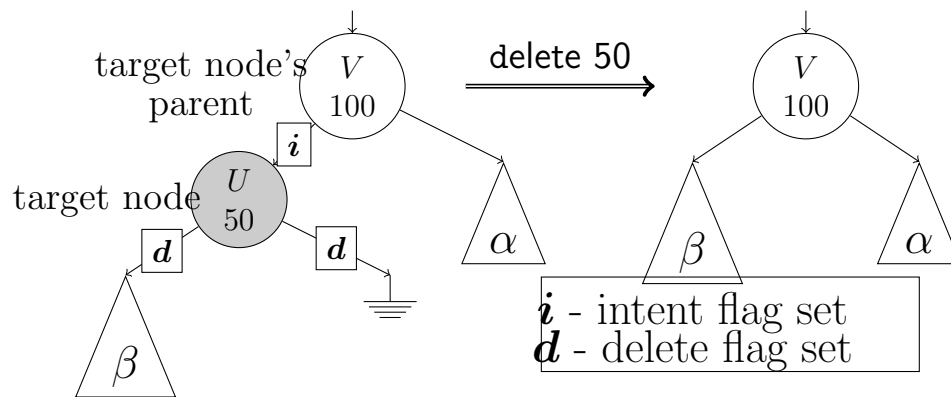 target node's
parent
V
100
i
delete 50
V
100
target node
U
50
d
d
α
β
β
α
i - intent flag set
d - delete flag set